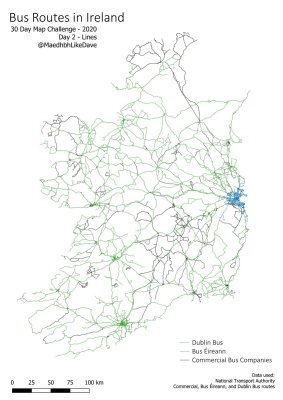 Bus Routes in Ireland
30 Day Map Challenge - 2020
Day 2 - Lines
@MaedhbhLikeDave
Dublin Bus
Bus Éireann
Commercial Bus Companies
Data used:
National Transport Authority
Commercial, Bus Éireann, and Dublin Bus routes
0 25 50 75 100 km